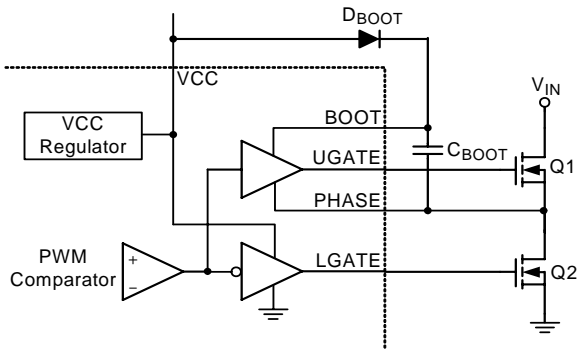 DBOOT
VCC
VIN
VCC
Regulator
BOOT
CBOOT
UGATE
Q1
PHASE
PWM
Comparator
+
−
LGATE
Q2